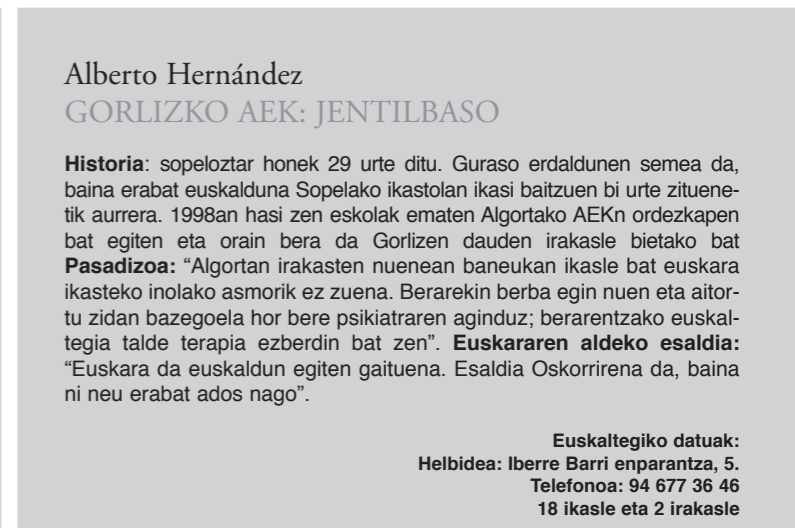 Alberto Hernández
GORLIZKO AEK: JENTILBASO
Historia: sopeloztar honek 29 urte ditu. Guraso erdaldunen semea da,
baina erabat euskalduna Sopelako ikastolan ikasi baitzuen bi urte zituene-
tik aurrera. 1998an hasi zen eskolak ematen Algortako AEKn ordezkapen
bat egiten eta orain bera da Gorlizen dauden irakasle bietako bat
Pasadizoa: “Algortan irakasten nuenean baneukan ikasle bat euskara
ikasteko inolako asmorik ez zuena. Berarekin berba egin nuen eta aitor-
tu zidan bazegoela hor bere psikiatraren aginduz; berarentzako euskal-
tegia talde terapia ezberdin bat zen”. Euskararen aldeko esaldia:
“Euskara da euskaldun egiten gaituena. Esaldia Oskorrirena da, baina
ni neu erabat ados nago”.
Euskaltegiko datuak:
Helbidea: Iberre Barri enparantza, 5.
Telefonoa: 94 677 36 46
18 ikasle eta 2 irakasle